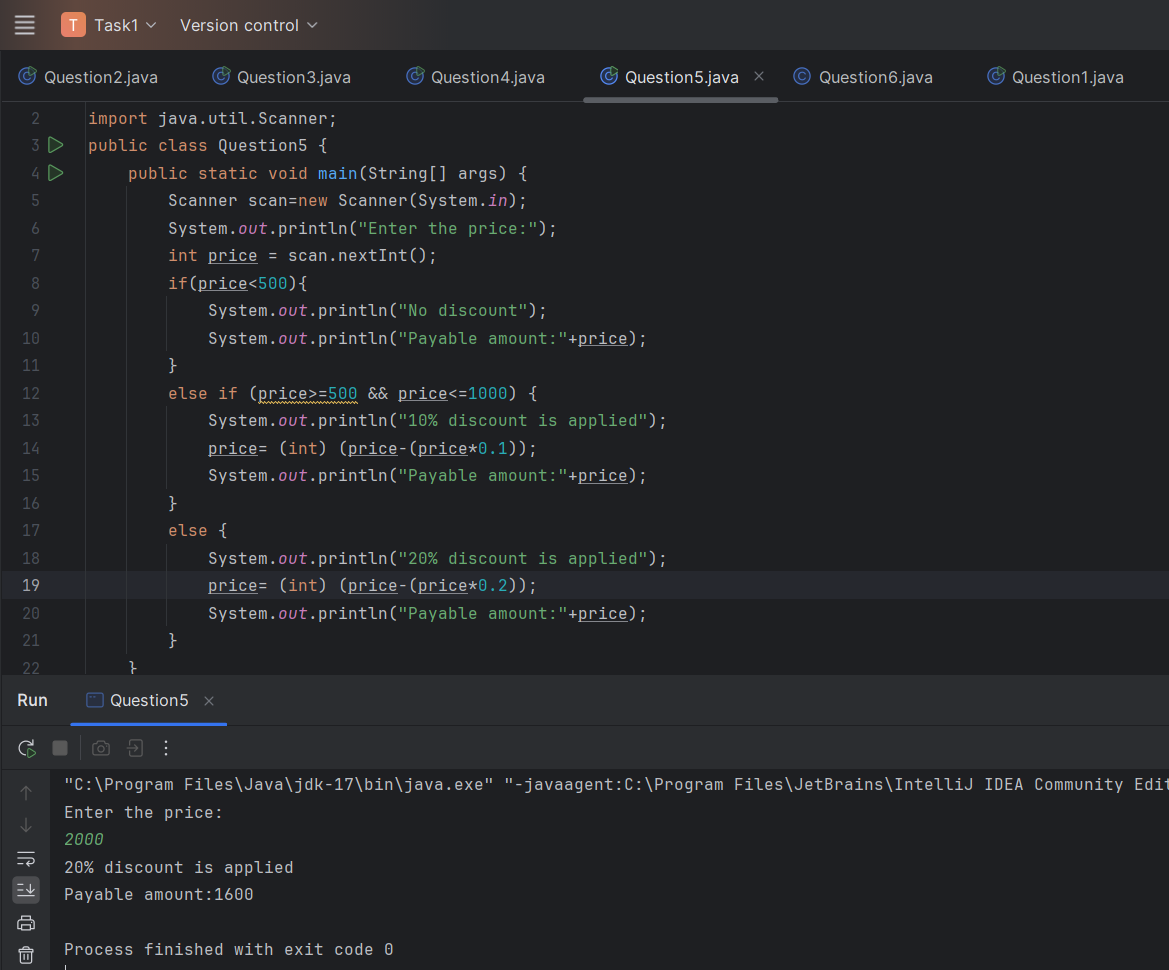 T Task1 Version control
Question2.java Question3.java Question4.java Question5.java Question6.java Question1.java
2 import java.util.Scanner;
3 public class Question5 {
4 public static void main(String[] args) {
5 Scanner scan=new Scanner(System.in);
6 System.out.println("Enter the price:");
7 int price = scan.nextInt();
8 if(price<500){
9 System.out.println("No discount");
10 System.out.println("Payable amount:"+price);
11 }
12 else if (price>=500 && price<=1000) {
13 System.out.println("10% discount is applied");
14 price= (int) (price-(price*0.1));
15 System.out.println("Payable amount:"+price);
16 }
17 else {
18 System.out.println("20% discount is applied");
19 price= (int) (price-(price*0.2));
20 System.out.println("Payable amount:"+price);
21 }
22 }
Run Question5
"C:\Program Files\Java\jdk-17\bin\java.exe" "-javaagent:C:\Program Files\JetBrains\IntelliJ IDEA Community Edit
Enter the price:
2000
20% discount is applied
Payable amount:1600
Process finished with exit code 0